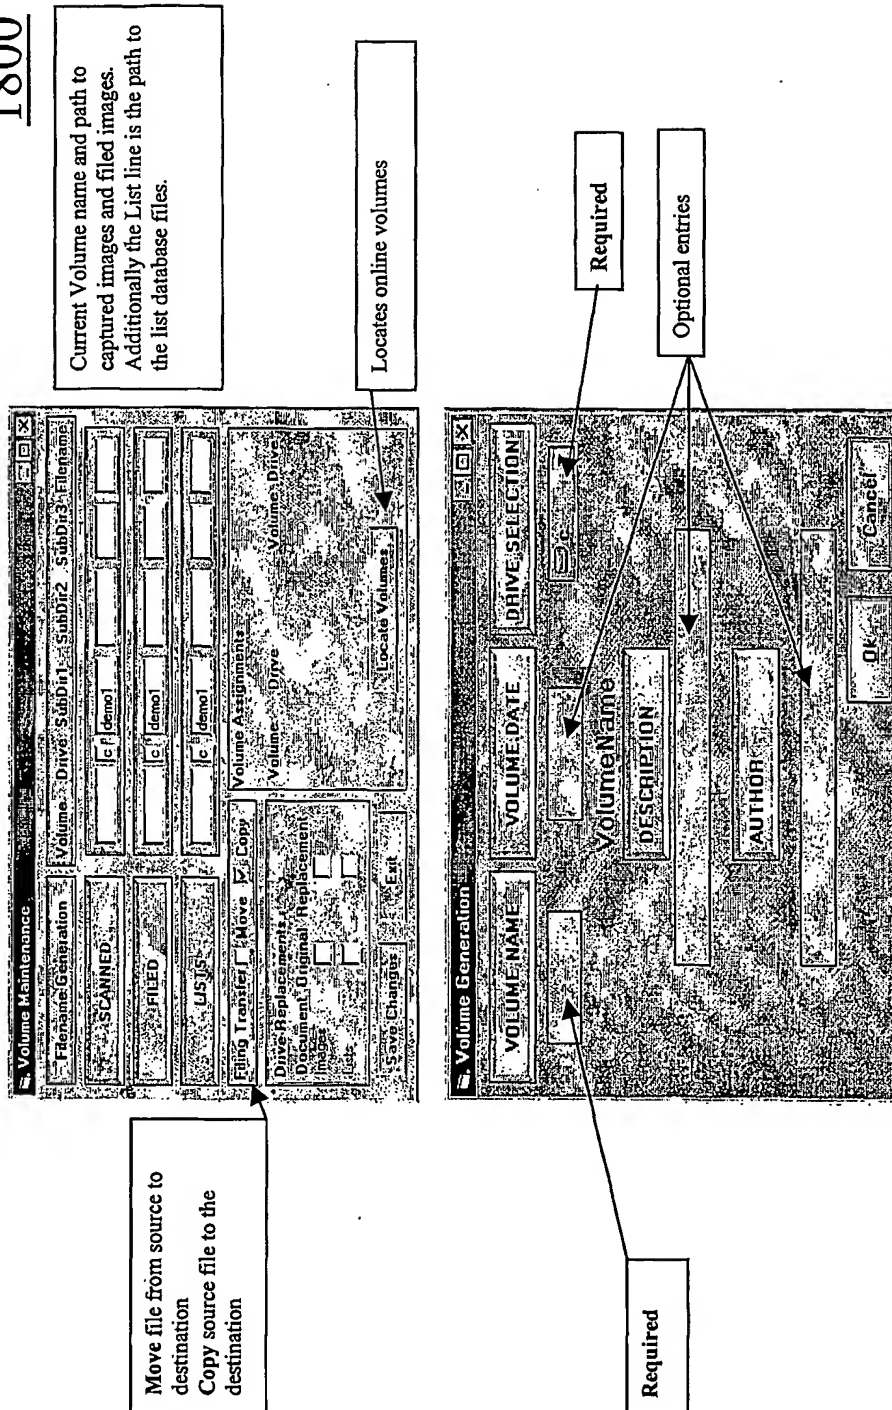 1800
Current Volume name and path to
captured images and filed images.
Additionally the List line is the path to
the list database files.
Volume Maintenance
Filename Generation Volume Drive SubDir1 SubDir2 SubDir3 Filename
SCANNED c demo1
FILED c demo1
LISTS c demo1
Filing Transfer Move Copy
Volume Assignments
Volume Drive Volume Drive
Drive Replacements
Document Original Replacement
Images
Lists
Locate Volumes
Save Changes Exit
Locates online volumes
Move file from source to
destination
Copy source file to the
destination
Volume Generation
VOLUME NAME VOLUME DATE DRIVE SELECTION
c:
VolumeName
DESCRIPTION
AUTHOR
OK Cancel
Required
Optional entries
Required